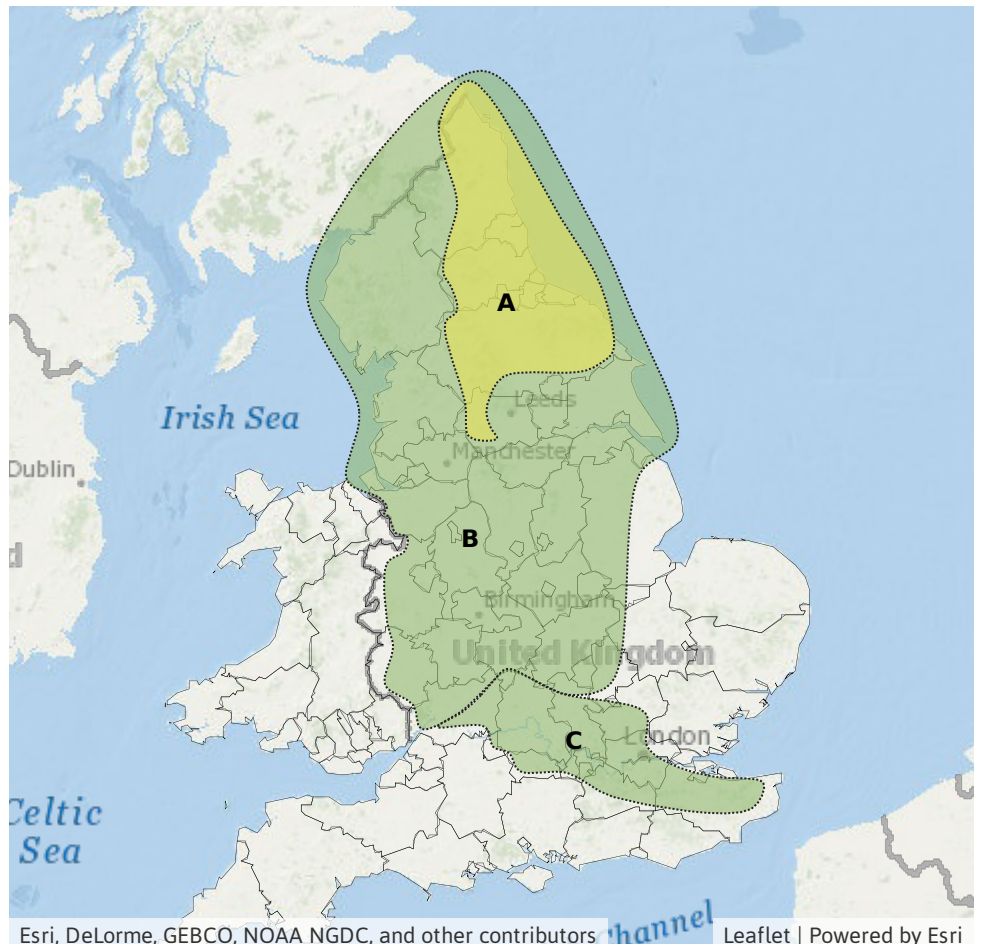 A
Leeds
Irish Sea
Manchester
Dublin
d
B
Birmingham
United Kingdom
C
London
Celtic
Sea
Channel
Esri, DeLorme, GEBCO, NOAA NGDC, and other contributors
Leaflet | Powered by Esri